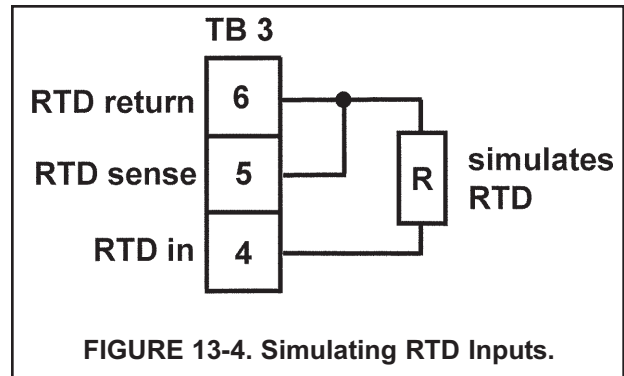 TB 3
RTD return 6
RTD sense 5
RTD in 4
R
simulates
RTD
FIGURE 13-4. Simulating RTD Inputs.